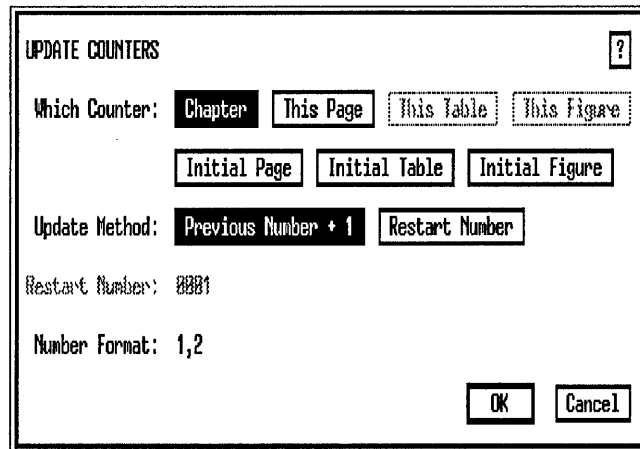 UPDATE COUNTERS ?
Which Counter: Chapter This Page This Table This Figure
Initial Page Initial Table Initial Figure
Update Method: Previous Number + 1 Restart Number
Restart Number: 0001
Number Format: 1,2
OK Cancel